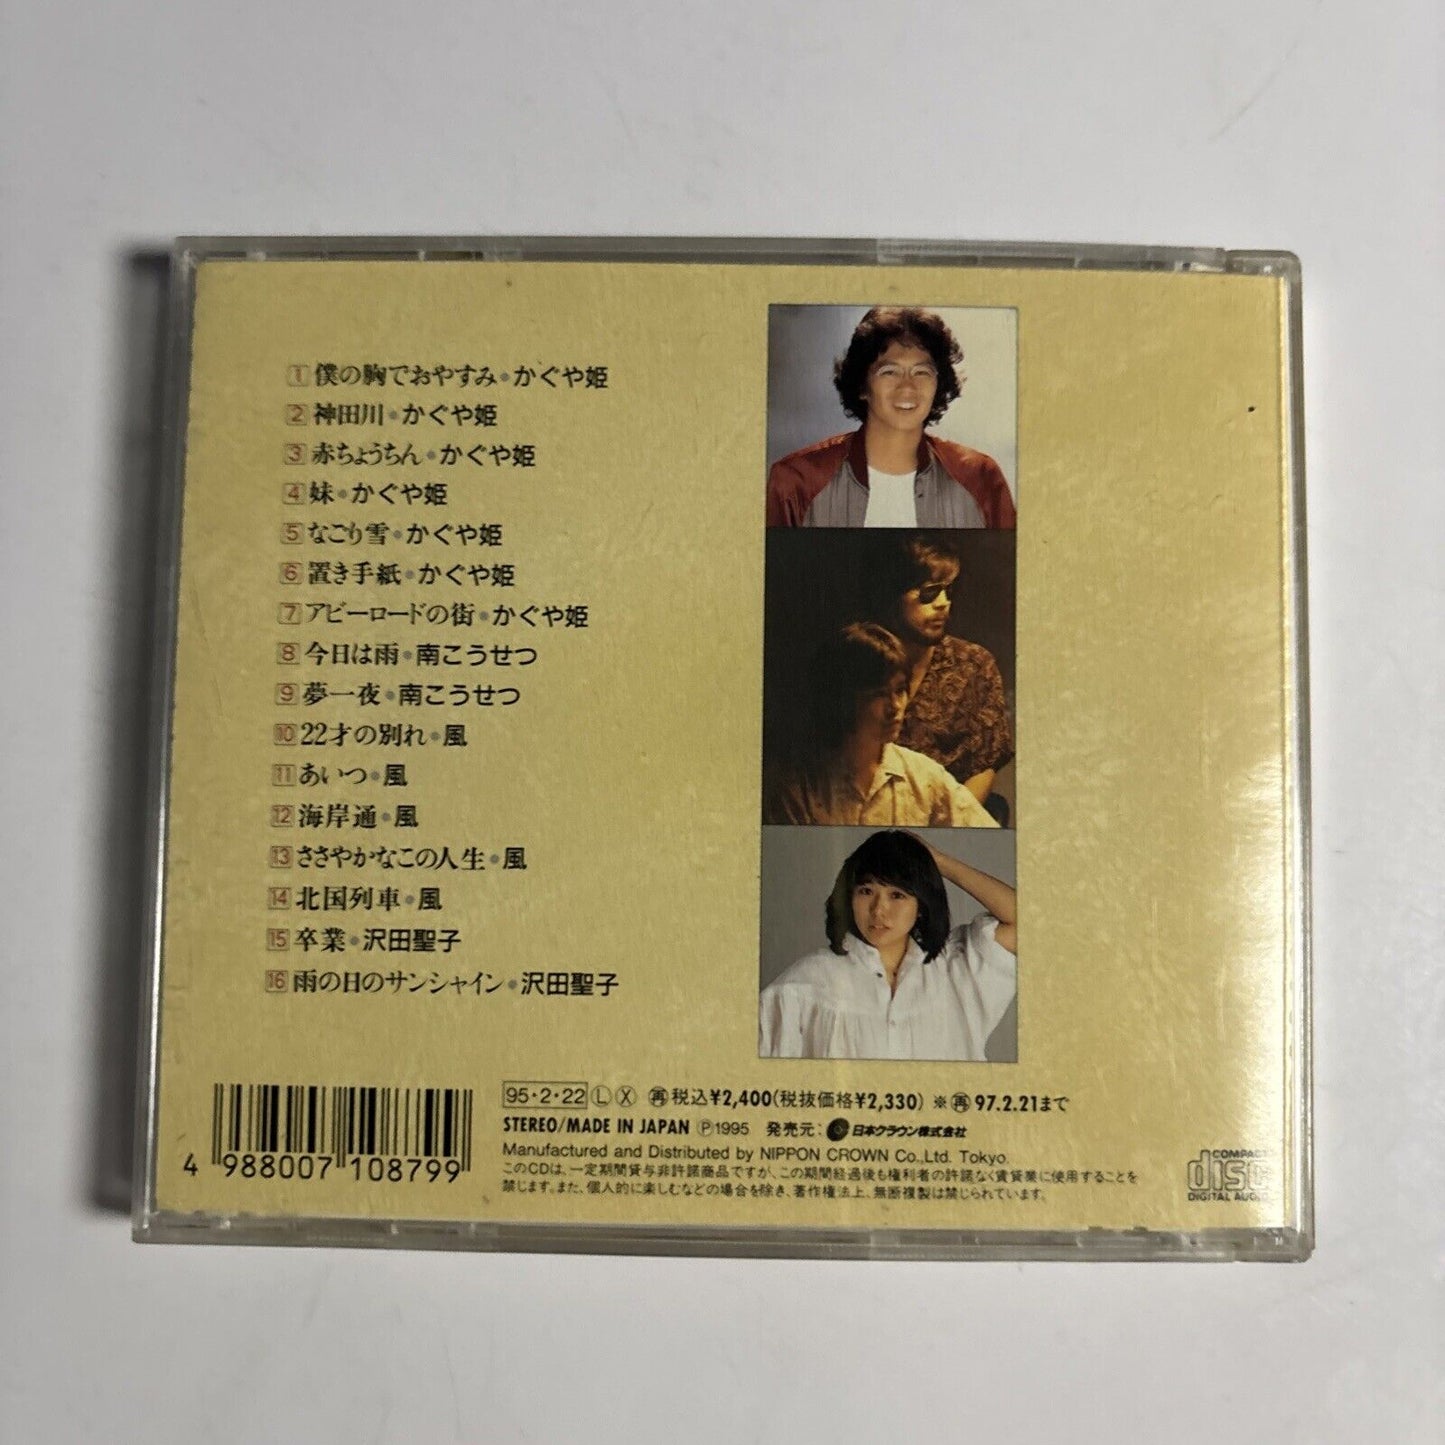 1 僕の胸でおやすみ•かぐや姫
2 神田川•かぐや姫
3 赤ちょうちん•かぐや姫
4 妹•かぐや姫
5 なごり雪•かぐや姫
6 置き手紙•かぐや姫
7 アビーロードの街•かぐや姫
8 今日は雨•南こうせつ
9 夢一夜•南こうせつ
10 22才の別れ•風
11 あいつ•風
12 海岸通•風
13 ささやかなこの人生•風
14 北国列車•風
15 卒業•沢田聖子
16 雨の日のサンシャイン•沢田聖子
4 988007 108799
95・2・22 Ⓛ Ⓧ ㊢税込¥2,400(税抜価格¥2,330) ※再97.2.21まで
STEREO/MADE IN JAPAN Ⓟ1995 発売元:日本クラウン株式会社
Manufactured and Distributed by NIPPON CROWN Co.,Ltd. Tokyo.
このCDは、一定期間貸与非許諾商品ですが、この期間経過後も権利者の許諾なく賃貸業に使用することを
禁じます。また、個人的に楽しむなどの場合を除き、著作権法上、無断複製は禁じられています。
COMPACT
disc
DIGITAL AUDIO